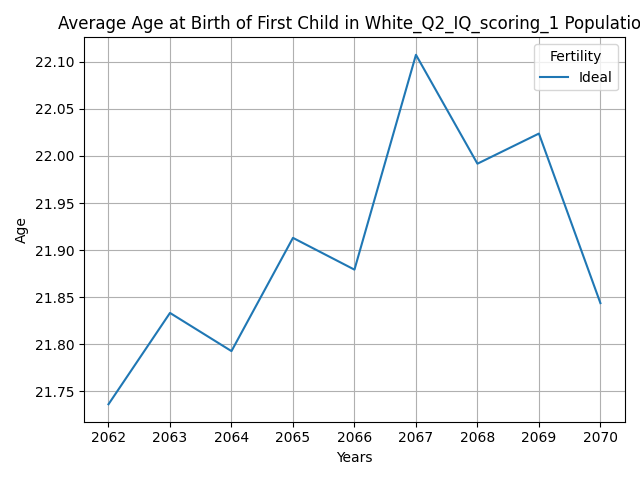 Average Age at Birth of First Child in White_Q2_IQ_scoring_1 Populatio
Fertility
Ideal
22.10
22.05
22.00
21.95
21.90
21.85
21.80
21.75
Age
2062 2063 2064 2065 2066 2067 2068 2069 2070
Years